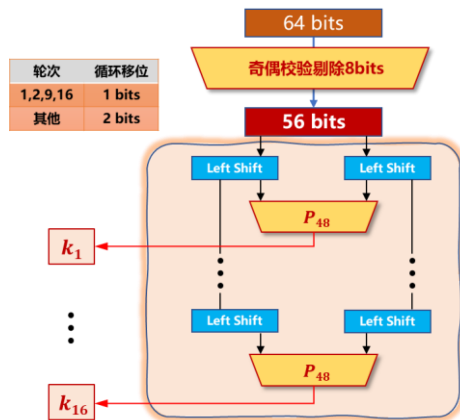 64 bits
奇偶校验剔除8bits
轮次 循环移位
1,2,9,16 1 bits
其他 2 bits
56 bits
Left Shift Left Shift
P48
k1
Left Shift Left Shift
P48
k16